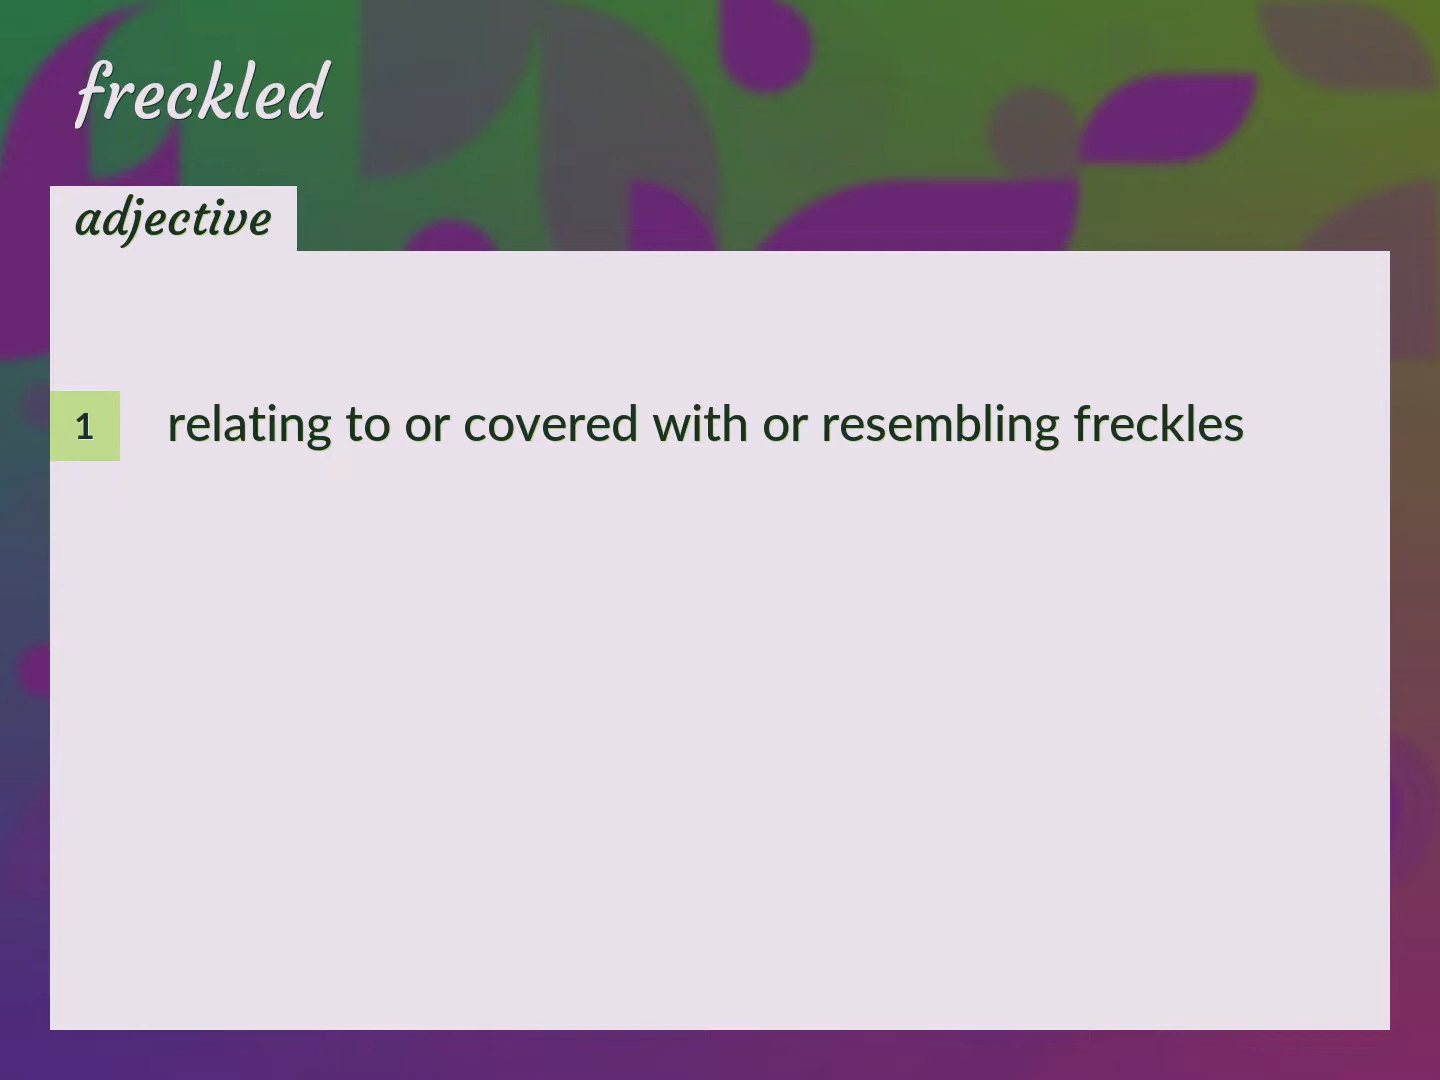 freckled
adjective
1 relating to or covered with or resembling freckles